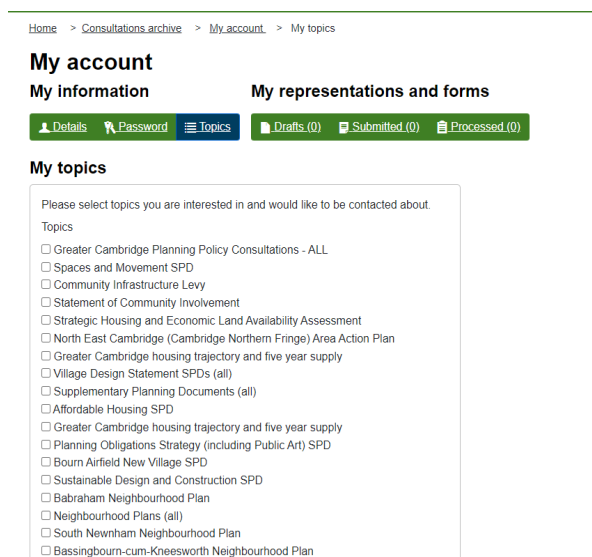 Home > Consultations archive > My account > My topics
My account
My information My representations and forms
Details Password Topics Drafts (0) Submitted (0) Processed (0)
My topics
Please select topics you are interested in and would like to be contacted about.
Topics
Greater Cambridge Planning Policy Consultations - ALL
Spaces and Movement SPD
Community Infrastructure Levy
Statement of Community Involvement
Strategic Housing and Economic Land Availability Assessment
North East Cambridge (Cambridge Northern Fringe) Area Action Plan
Greater Cambridge housing trajectory and five year supply
Village Design Statement SPDs (all)
Supplementary Planning Documents (all)
Affordable Housing SPD
Greater Cambridge housing trajectory and five year supply
Planning Obligations Strategy (including Public Art) SPD
Bourn Airfield New Village SPD
Sustainable Design and Construction SPD
Babraham Neighbourhood Plan
Neighbourhood Plans (all)
South Newnham Neighbourhood Plan
Bassingbourn-cum-Kneesworth Neighbourhood Plan